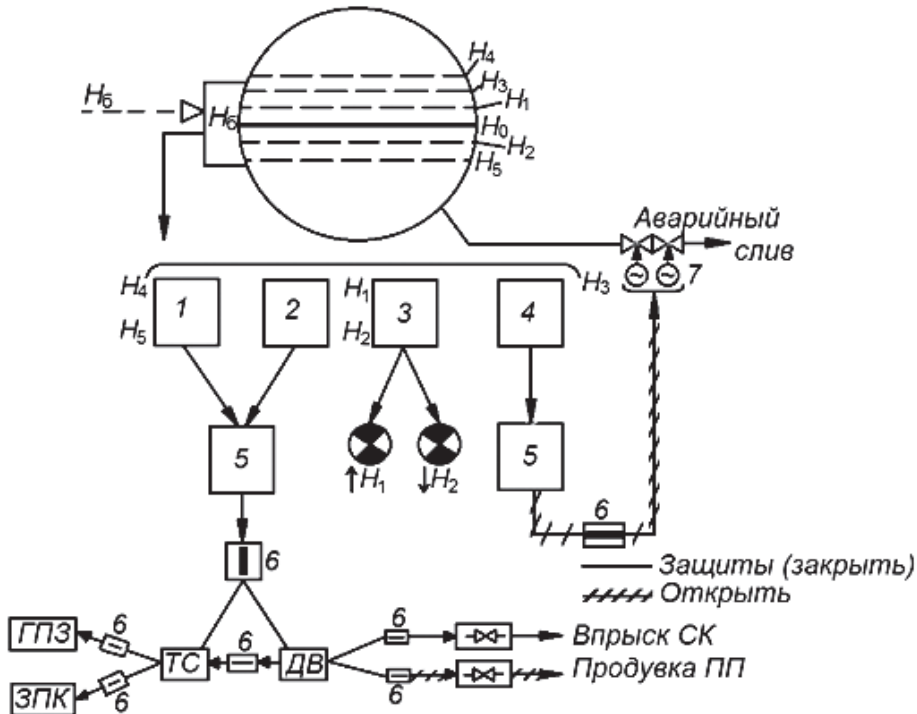 H₄
H₃
H₁
Hб
Hб
H₀
H₂
H₅
Аварийный
слив
7
H₄
H₅
1
2
H₁
H₂
3
4
H₃
5
5
↑H₁
↓H₂
6
6
Защиты (закрыть)
Открыть
ГПЗ
6
6
6
Впрыск СК
ТС
ДВ
Продувка ПП
ЗПК
6
6